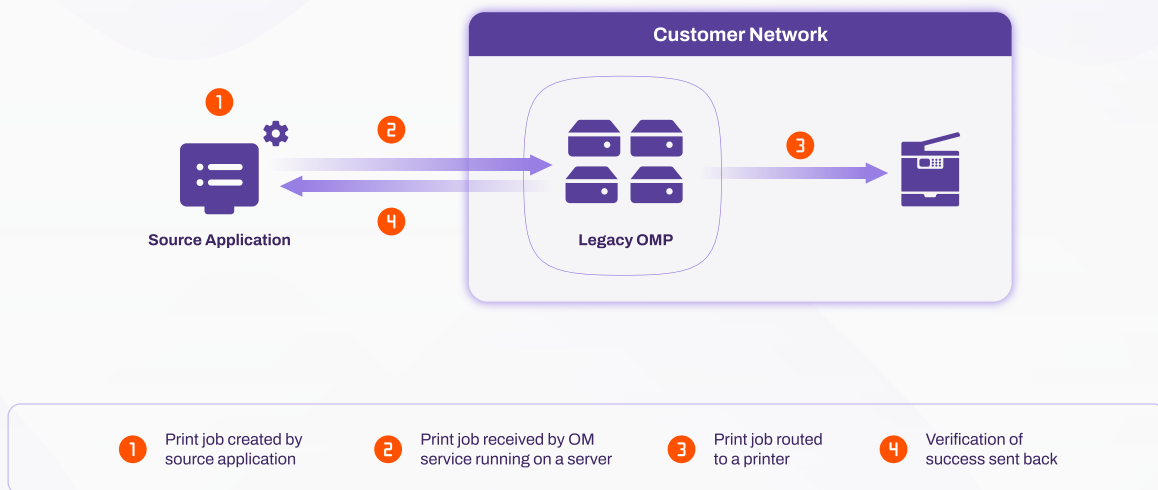 Customer Network
1
2
3
4
Source Application
Legacy OMP
1
Print job created by
source application
2
Print job received by OM
service running on a server
3
Print job routed
to a printer
4
Verification of
success sent back